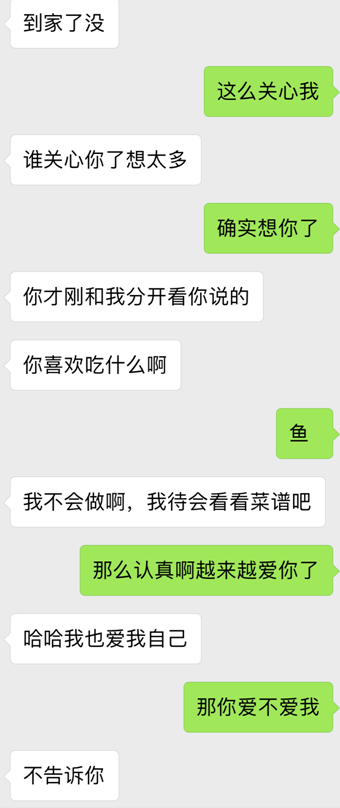 到家了没
这么关心我
谁关心你了想太多
确实想你了
你才刚和我分开看你说的
你喜欢吃什么啊
鱼
我不会做啊，我待会看看菜谱吧
那么认真啊越来越爱你了
哈哈我也爱我自己
那你爱不爱我
不告诉你